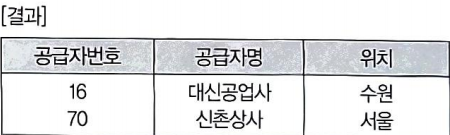 [결과]
공급자번호 공급자명 위치
16 대신공업사 수원
70 신촌상사 서울